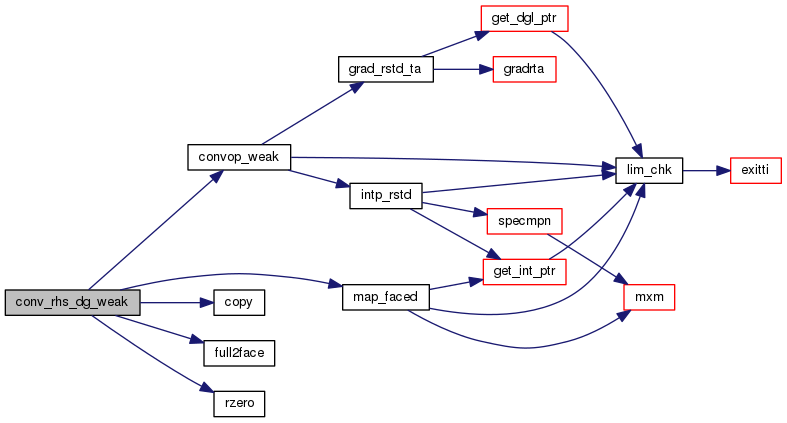 get_dgl_ptr
grad_rstd_ta
gradrta
convop_weak
lim_chk
exitti
intp_rstd
specmpn
get_int_ptr
conv_rhs_dg_weak
copy
map_faced
mxm
full2face
rzero